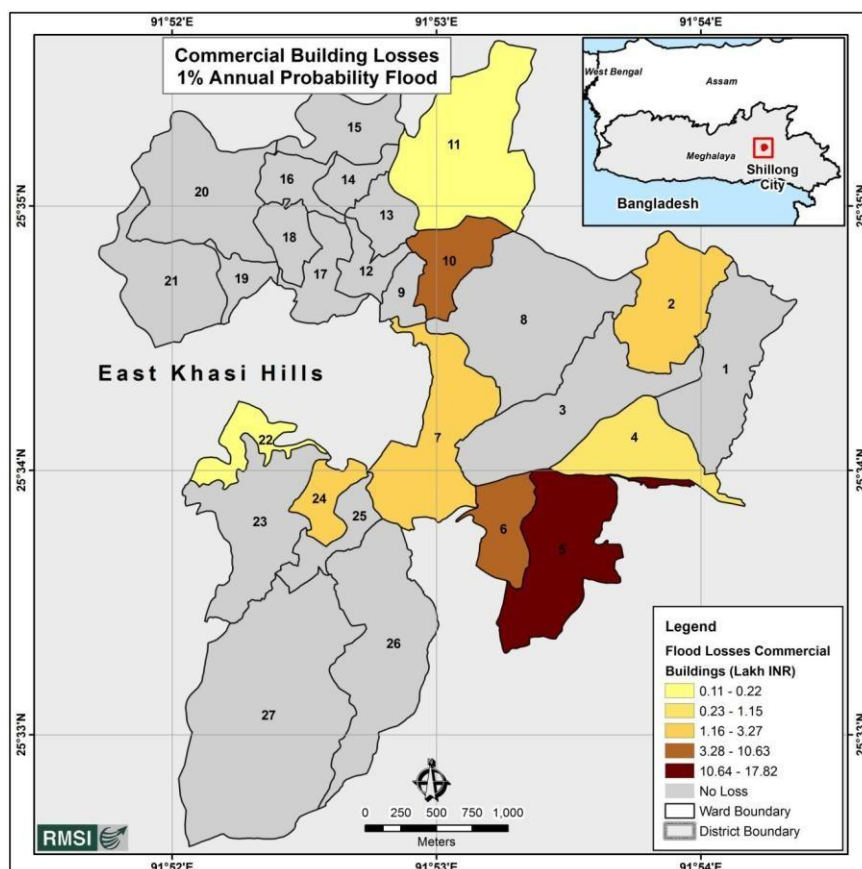 91°52'E 91°53'E 91°54'E
Commercial Building Losses
1% Annual Probability Flood
West Bengal
Assam
Meghalaya
Shillong
City
Bangladesh
25°35'N
25°35'N
15
11
20
16
14
13
18
10
21
19
17
12
9
8
2
East Khasi Hills
1
3
7
4
22
25°34'N
24
25
23
6
5
26
27
25°33'N
25°33'N
Legend
Flood Losses Commercial
Buildings (Lakh INR)
0.11 - 0.22
0.23 - 1.15
1.16 - 3.27
3.28 - 10.63
10.64 - 17.82
No Loss
Ward Boundary
District Boundary
0 250 500 1,000
Meters
RMSI
91°52'E 91°53'E 91°54'E